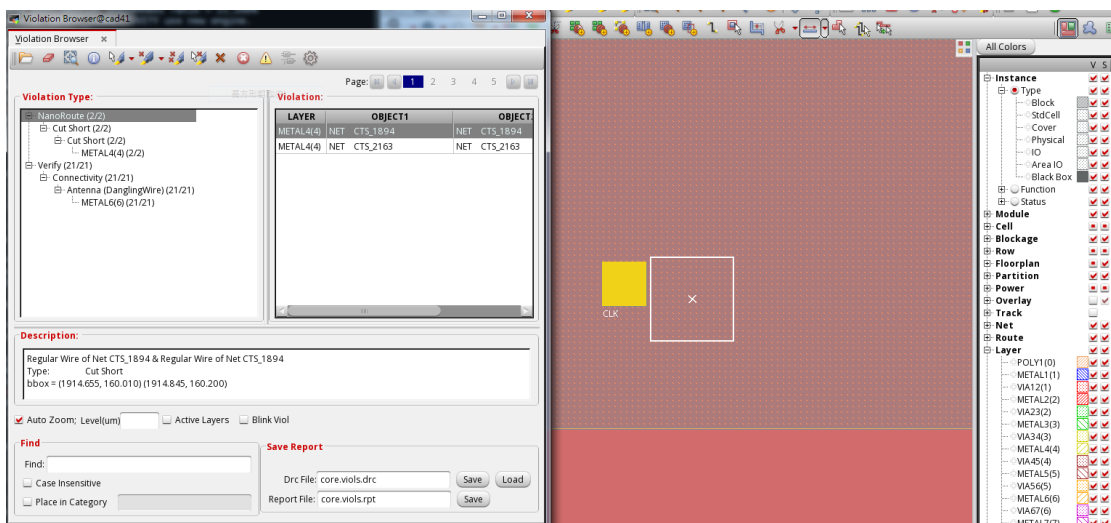 Violation Browser@cad41
Violation Browser ×
Page: 1 2 3 4 5
Violation Type:
NanoRoute (2/2)
Cut Short (2/2)
Cut Short (2/2)
METAL4(4) (2/2)
Verify (21/21)
Connectivity (21/21)
Antenna (DanglingWire) (21/21)
METAL6(6) (21/21)
Violation:
LAYER OBJECT1 OBJECT
METAL4(4) NET CTS_1894 NET CTS_1894
METAL4(4) NET CTS_2163 NET CTS_2163
Description:
Regular Wire of Net CTS_1894 & Regular Wire of Net CTS_1894
Type: Cut Short
bbox = (1914.655, 160.010) (1914.845, 160.200)
Auto Zoom; Level(um) Active Layers Blink Viol
Find
Find:
Case Insensitive
Place in Category
Save Report
Drc File: core.viols.drc Save Load
Report File: core.viols.rpt Save
CLK
All Colors
V S
Instance
Type
Block
StdCell
Cover
Physical
IO
Area IO
Black Box
Function
Status
Module
Cell
Blockage
Row
Floorplan
Partition
Power
Overlay
Track
Net
Route
Layer
POLY1(0)
METAL1(1)
VIA12(1)
METAL2(2)
VIA23(2)
METAL3(3)
VIA34(3)
METAL4(4)
VIA45(4)
METAL5(5)
VIA56(5)
METAL6(6)
VIA67(6)
METAL7(7)